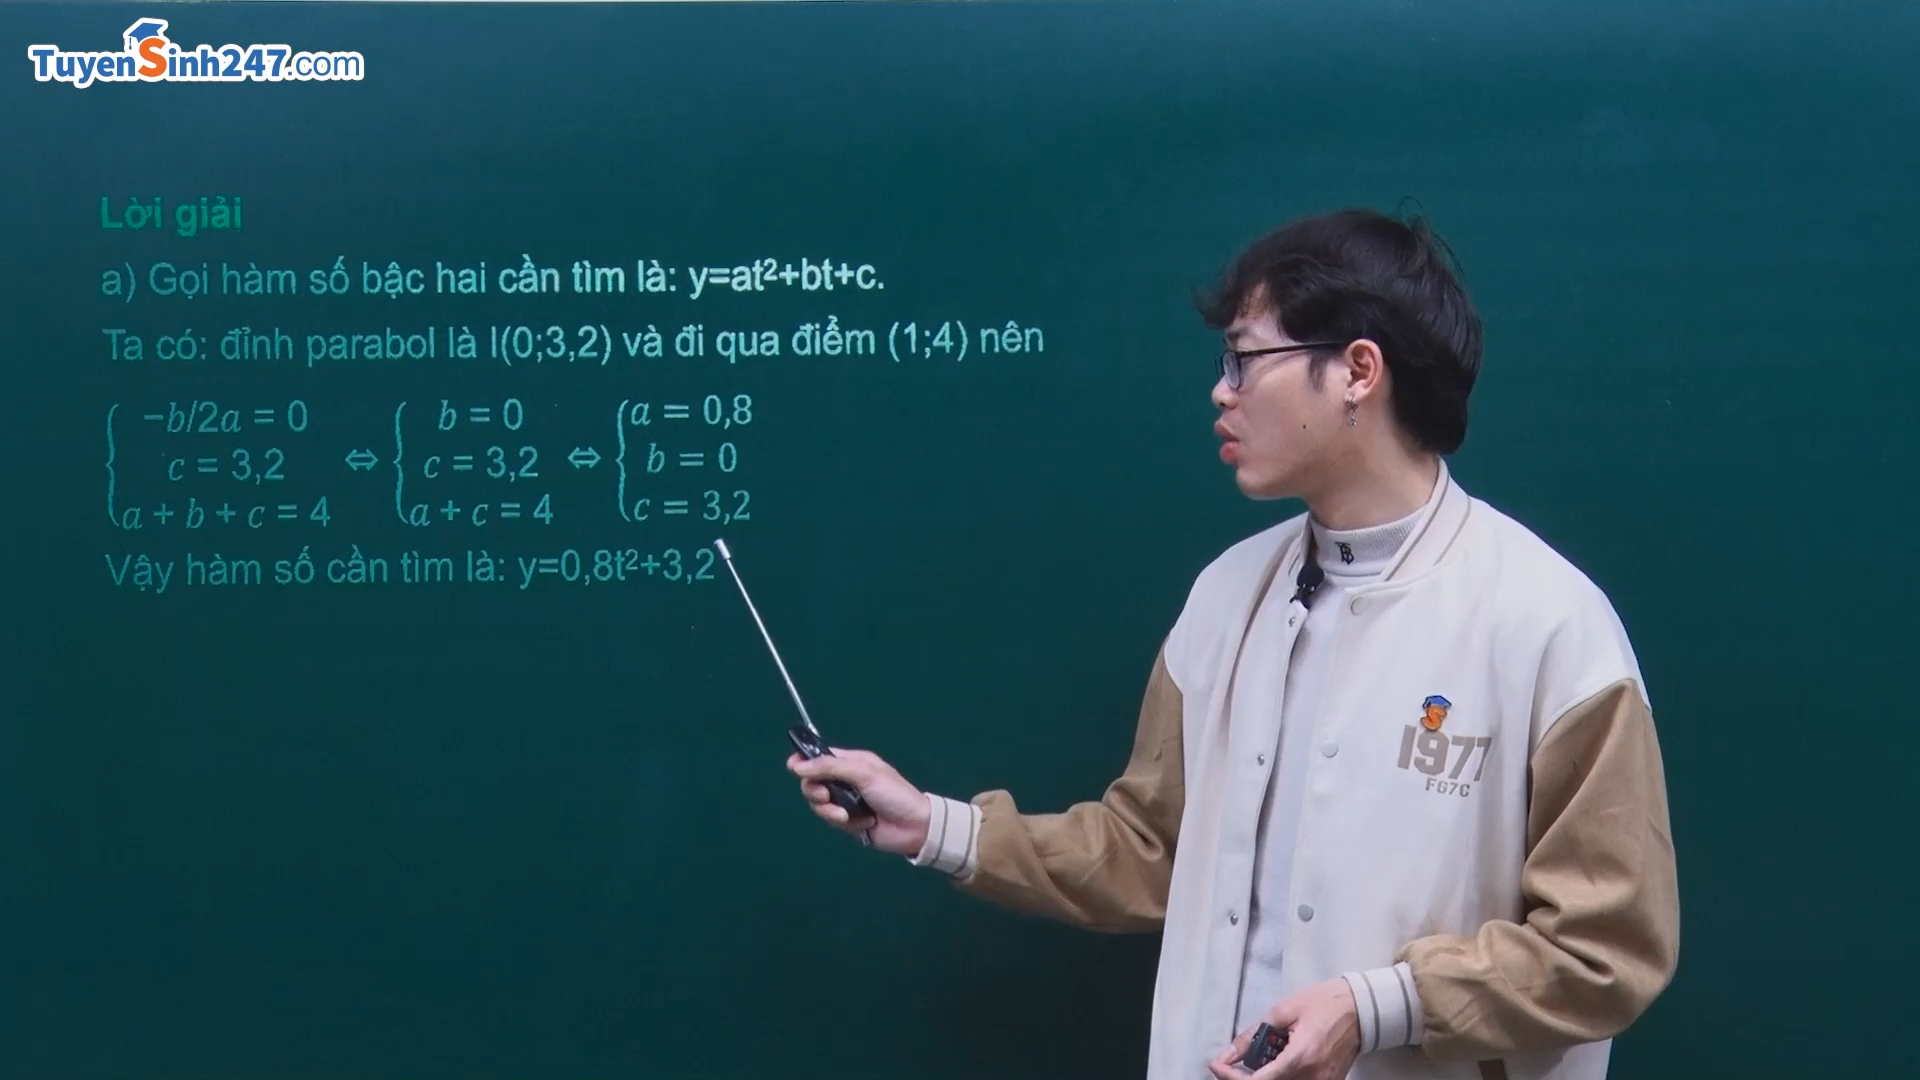 TuyenSinh247.com
Lời giải
a) Gọi hàm số bậc hai cần tìm là: y=at²+bt+c.
Ta có: đỉnh parabol là I(0;3,2) và đi qua điểm (1;4) nên
{ −b/2a = 0 ⇔ { b = 0 ⇔ { a = 0,8
c = 3,2 c = 3,2 b = 0
a + b + c = 4 a + c = 4 c = 3,2
Vậy hàm số cần tìm là: y=0,8t²+3,2
1977
FG7C